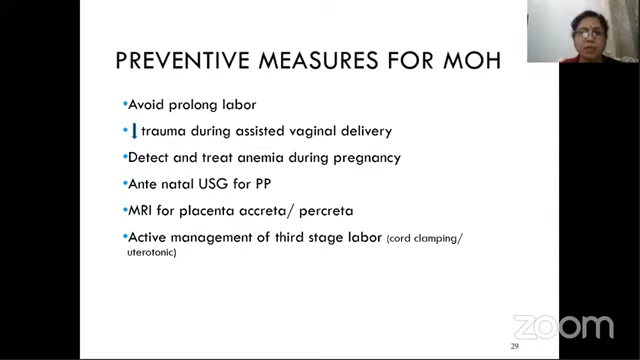 PREVENTIVE MEASURES FOR MOH
•Avoid prolong labor
•↓ trauma during assisted vaginal delivery
•Detect and treat anemia during pregnancy
•Ante natal USG for PP
•MRI for placenta accreta/ percreta
•Active management of third stage labor (cord clamping/
uterotonic)
zoom
29